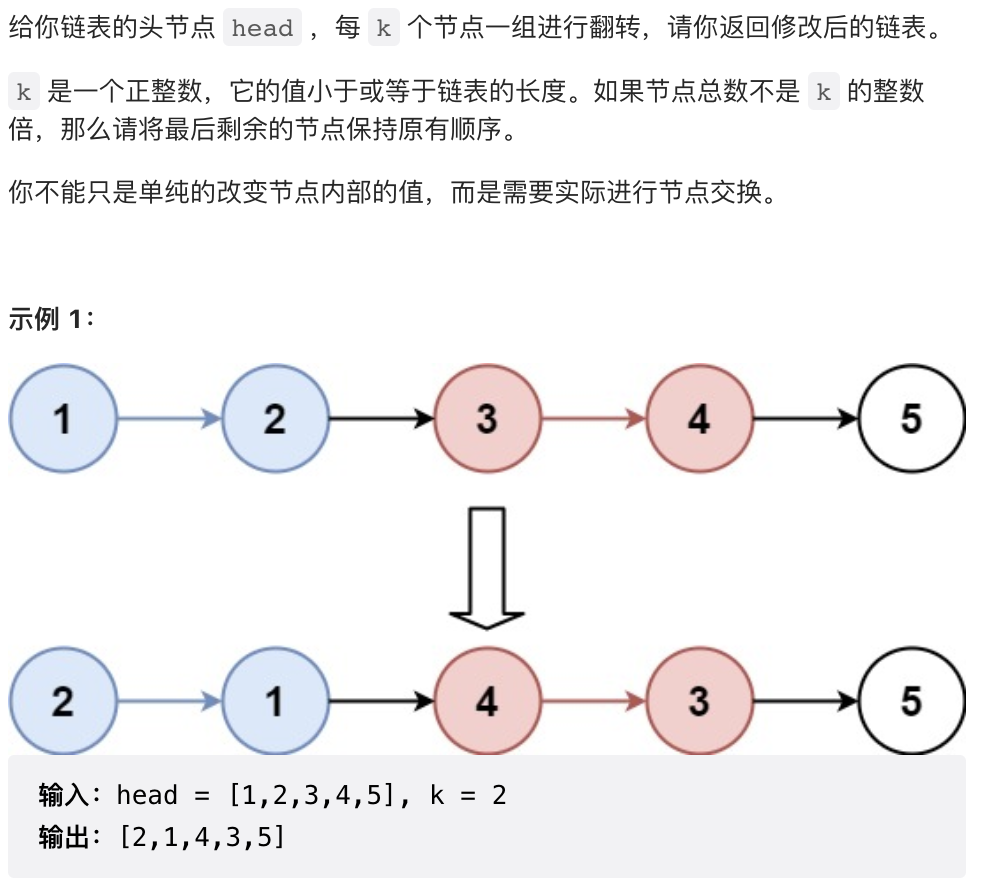 给你链表的头节点 head ，每 k 个节点一组进行翻转，请你返回修改后的链表。
k 是一个正整数，它的值小于或等于链表的长度。如果节点总数不是 k 的整数
倍，那么请将最后剩余的节点保持原有顺序。
你不能只是单纯的改变节点内部的值，而是需要实际进行节点交换。
示例 1：
1 2 3 4 5
2 1 4 3 5
输入：head = [1,2,3,4,5], k = 2
输出：[2,1,4,3,5]